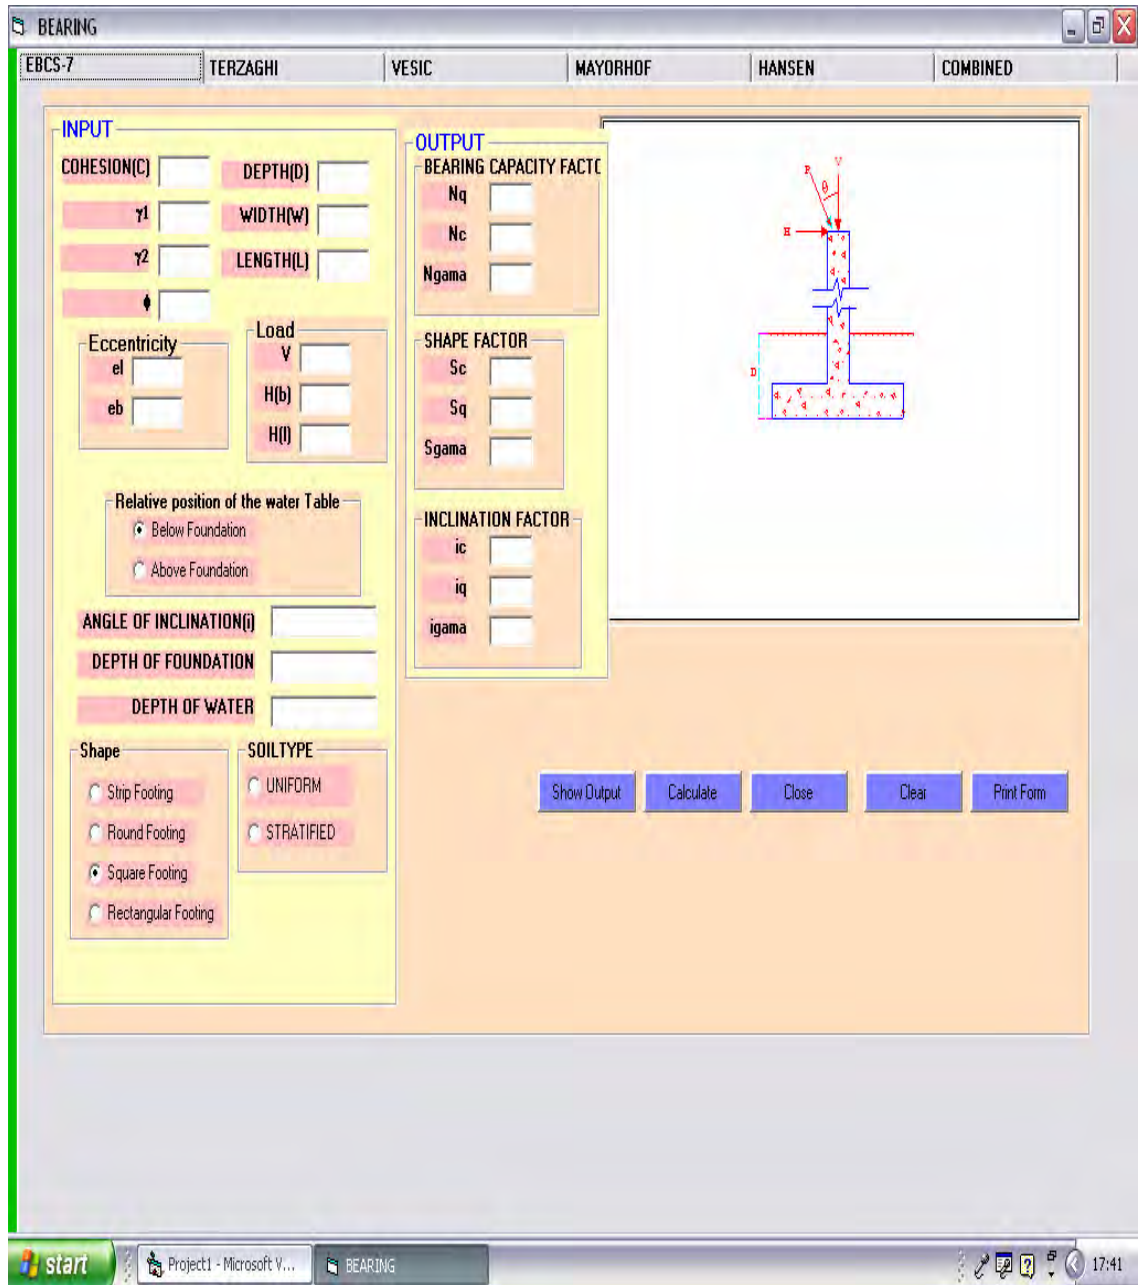 BEARING
EBCS-7 TERZAGHI VESIC MAYORHOF HANSEN COMBINED
INPUT
COHESION(C)
γ1
γ2
ϕ
DEPTH(D)
WIDTH(W)
LENGTH(L)
Eccentricity
el
eb
Load
V
H(b)
H(l)
Relative position of the water Table
Below Foundation
Above Foundation
ANGLE OF INCLINATION(i)
DEPTH OF FOUNDATION
DEPTH OF WATER
Shape
Strip Footing
Round Footing
Square Footing
Rectangular Footing
SOILTYPE
UNIFORM
STRATIFIED
OUTPUT
BEARING CAPACITY FACTC
Nq
Nc
Ngama
SHAPE FACTOR
Sc
Sq
Sgama
INCLINATION FACTOR
ic
iq
igama
V
θ
H
D
Show Output Calculate Close Clear Print Form
start Project1 - Microsoft V... BEARING 17:41